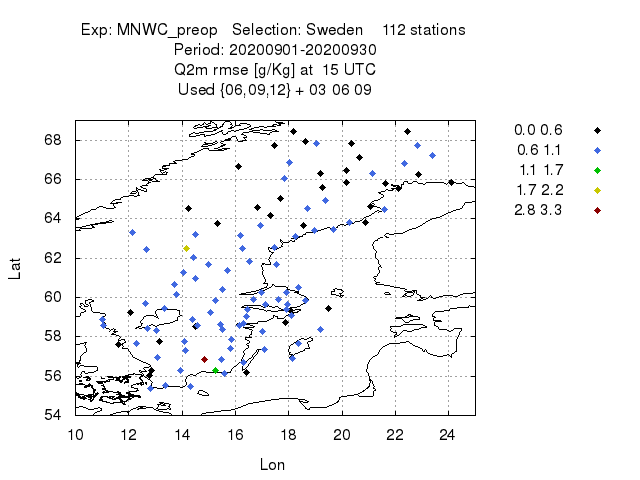 Exp: MNWC_preop   Selection: Sweden    112 stations
Period: 20200901-20200930
Q2m rmse [g/Kg] at  15 UTC
Used {06,09,12} + 03 06 09
0.0 0.6
0.6 1.1
1.1 1.7
1.7 2.2
2.8 3.3
Lat
68
66
64
62
60
58
56
54
10 12 14 16 18 20 22 24
Lon